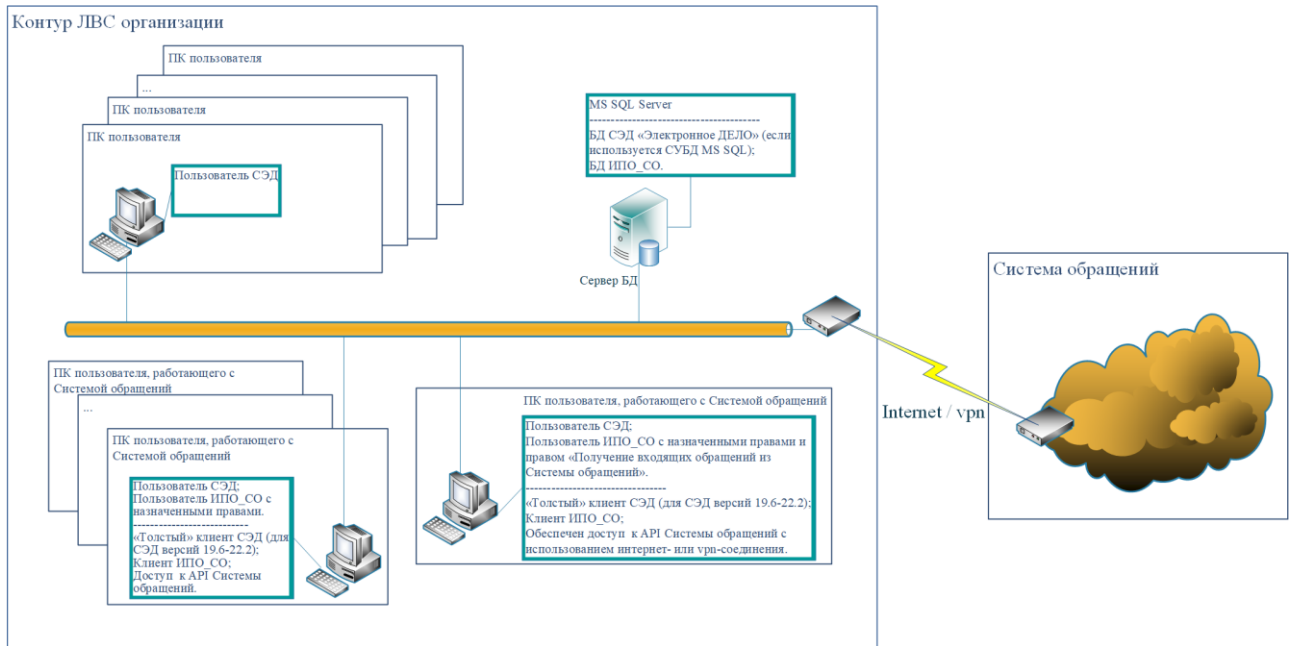 Контур ЛВС организации
ПК пользователя
...
ПК пользователя
ПК пользователя
Пользователь СЭД
MS SQL Server
-----------------------------------------
БД СЭД «Электронное ДЕЛО» (если
используется СУБД MS SQL);
БД ИПО_СО.
Сервер БД
Система обращений
Internet / vpn
ПК пользователя, работающего с
Системой обращений
...
ПК пользователя, работающего с
Системой обращений
Пользователь СЭД;
Пользователь ИПО_СО с
назначенными правами.
----------------------------
«Толстый» клиент СЭД (для
СЭД версий 19.6-22.2);
Клиент ИПО_СО;
Доступ к API Системы
обращений.
ПК пользователя, работающего с Системой обращений
Пользователь СЭД;
Пользователь ИПО_СО с назначенными правами и
правом «Получение входящих обращений из
Системы обращений».
----------------------------------
«Толстый» клиент СЭД (для СЭД версий 19.6-22.2);
Клиент ИПО_СО;
Обеспечен доступ к API Системы обращений с
использованием интернет- или vpn-соединения.